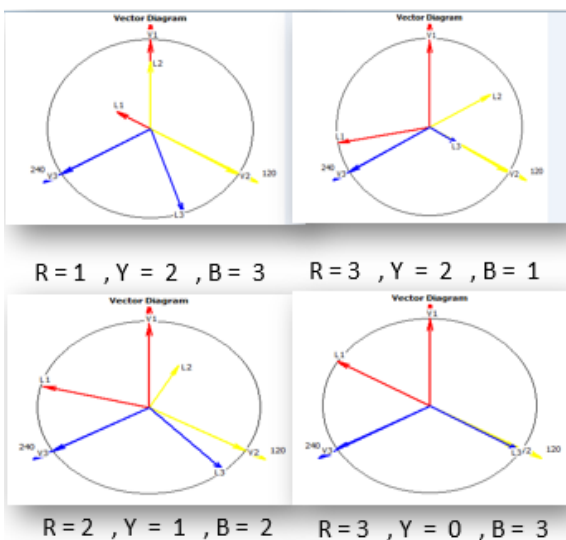 Vector Diagram
V1
L2
L1
240
V3
V2
120
L3
R = 1 , Y = 2 , B = 3
Vector Diagram
V1
L2
L1
L3
240
V3
V2
120
R = 3 , Y = 2 , B = 1
Vector Diagram
V1
L2
L1
240
V3
V2
120
L3
R = 2 , Y = 1 , B = 2
Vector Diagram
V1
L1
240
V3
L3
V2
120
R = 3 , Y = 0 , B = 3